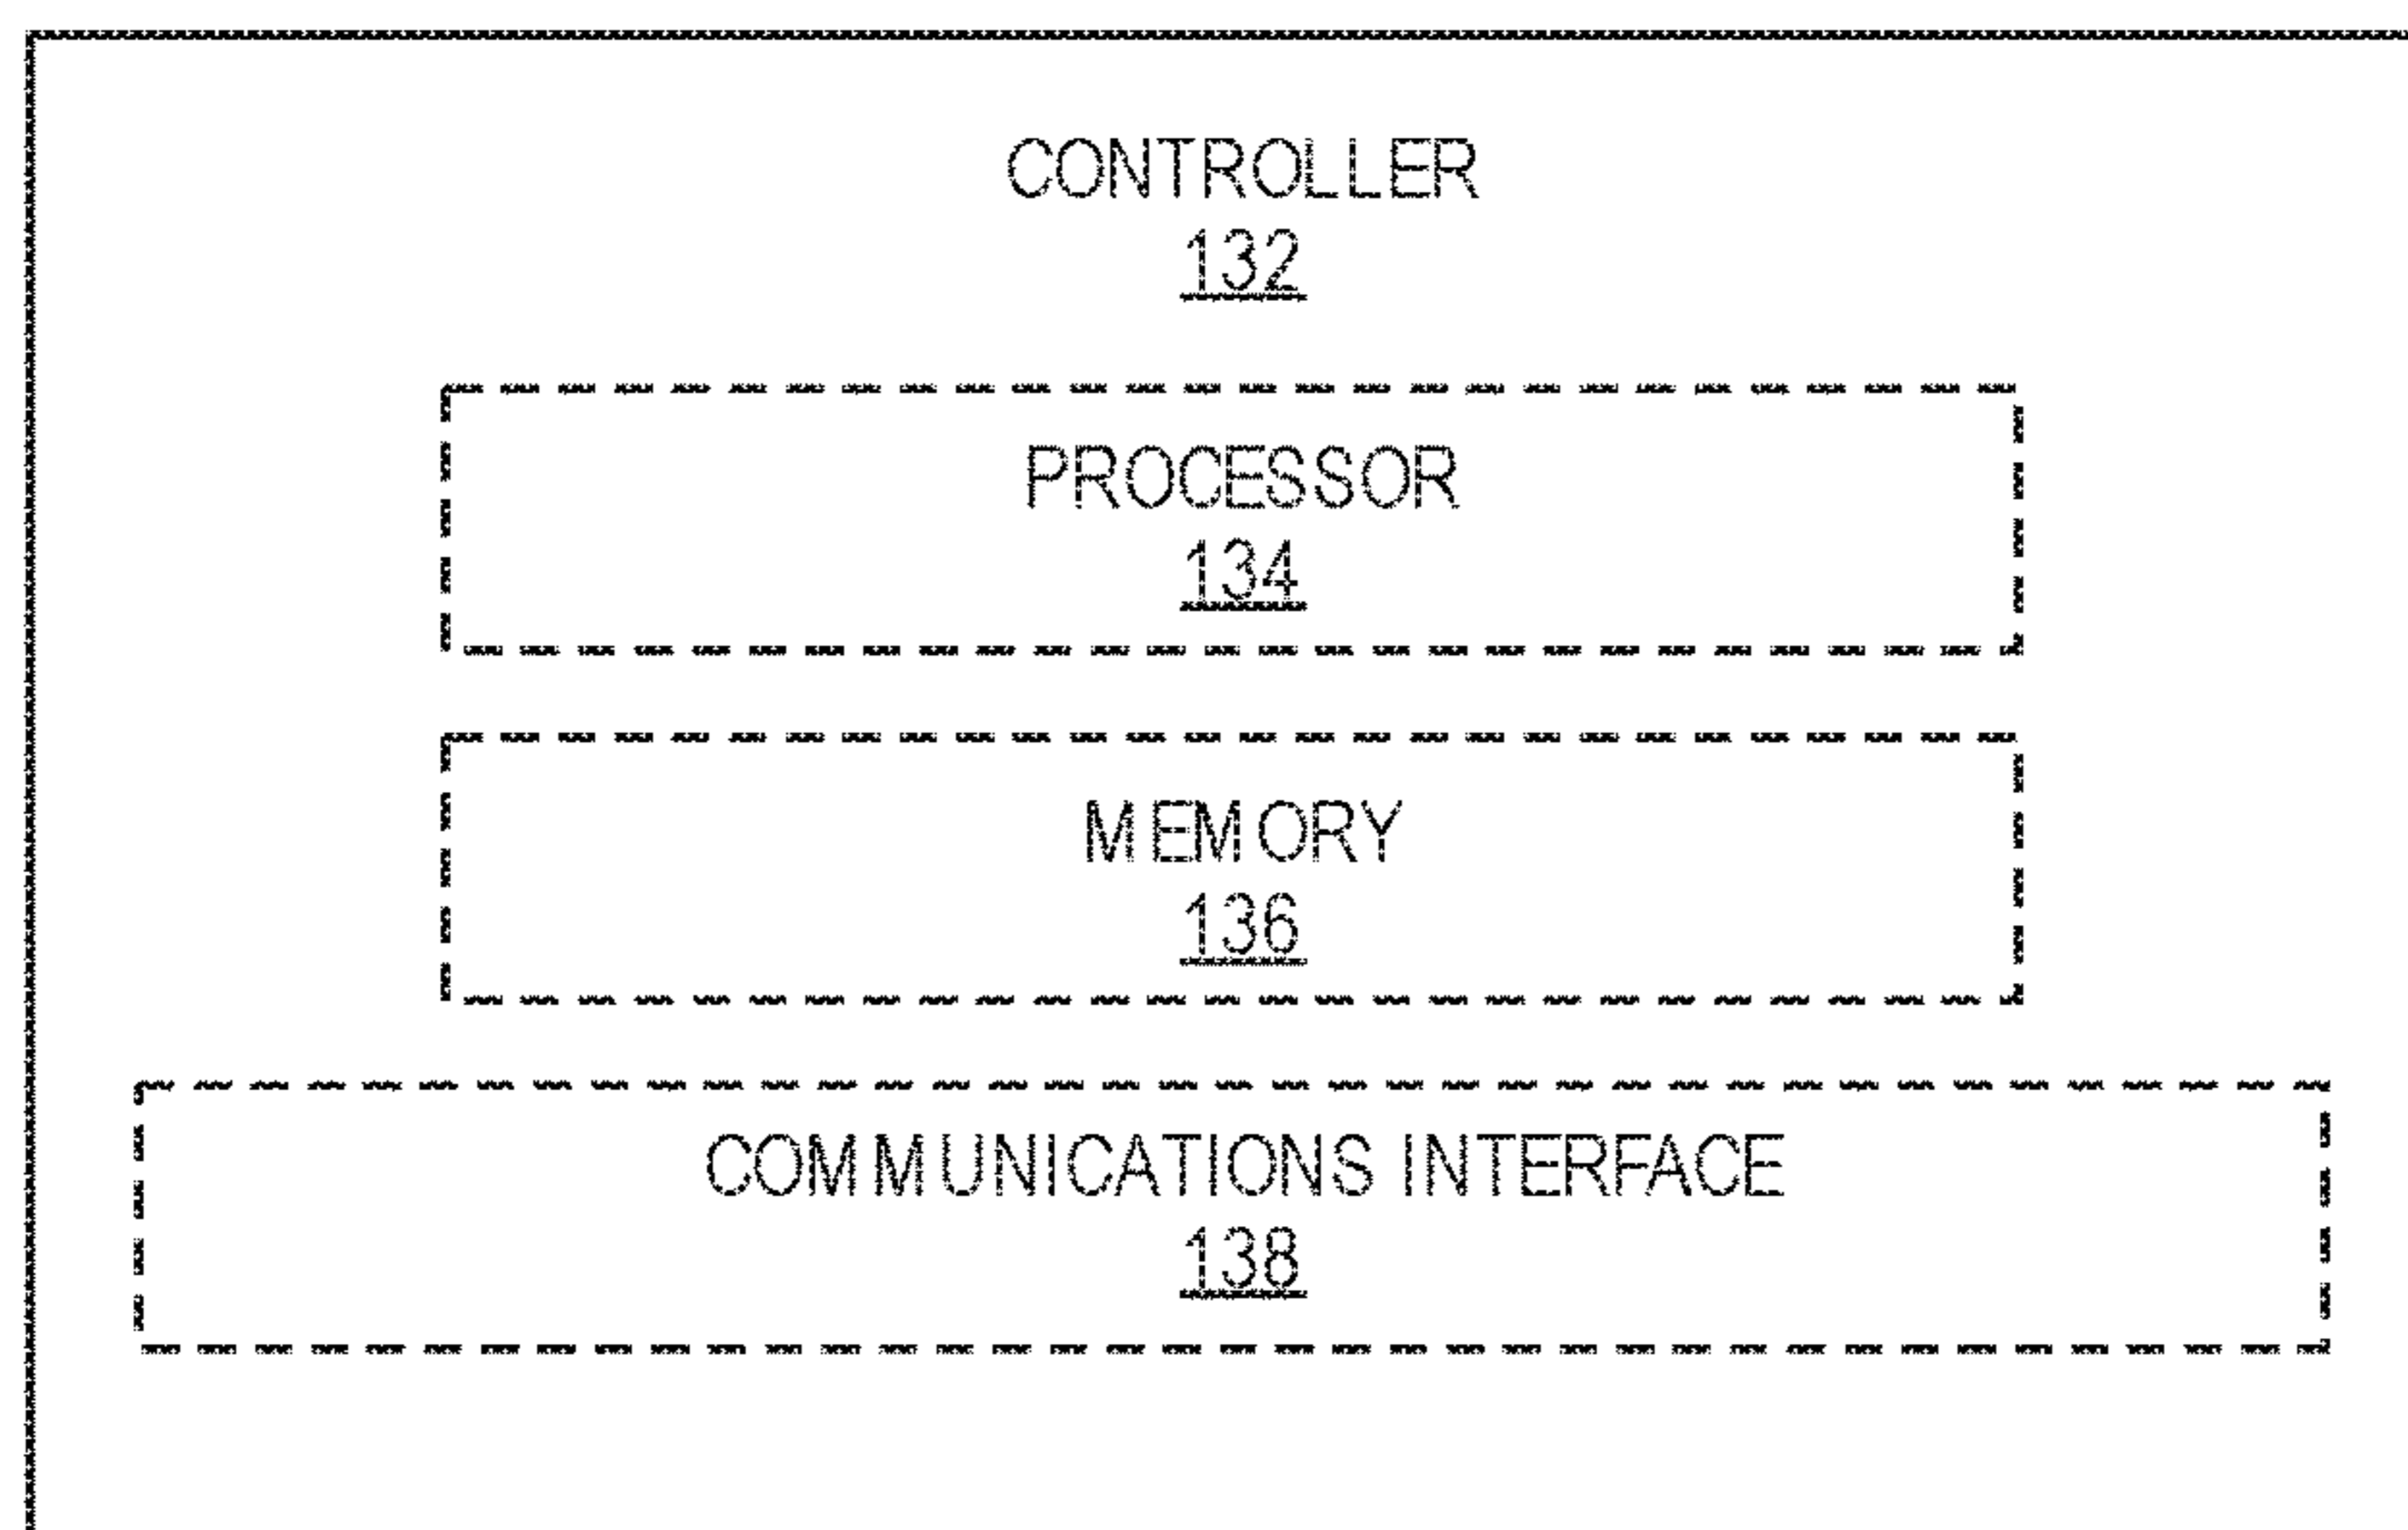 CONTROLLER
132
PROCESSOR
134
MEMORY
136
COMMUNICATIONS INTERFACE
138